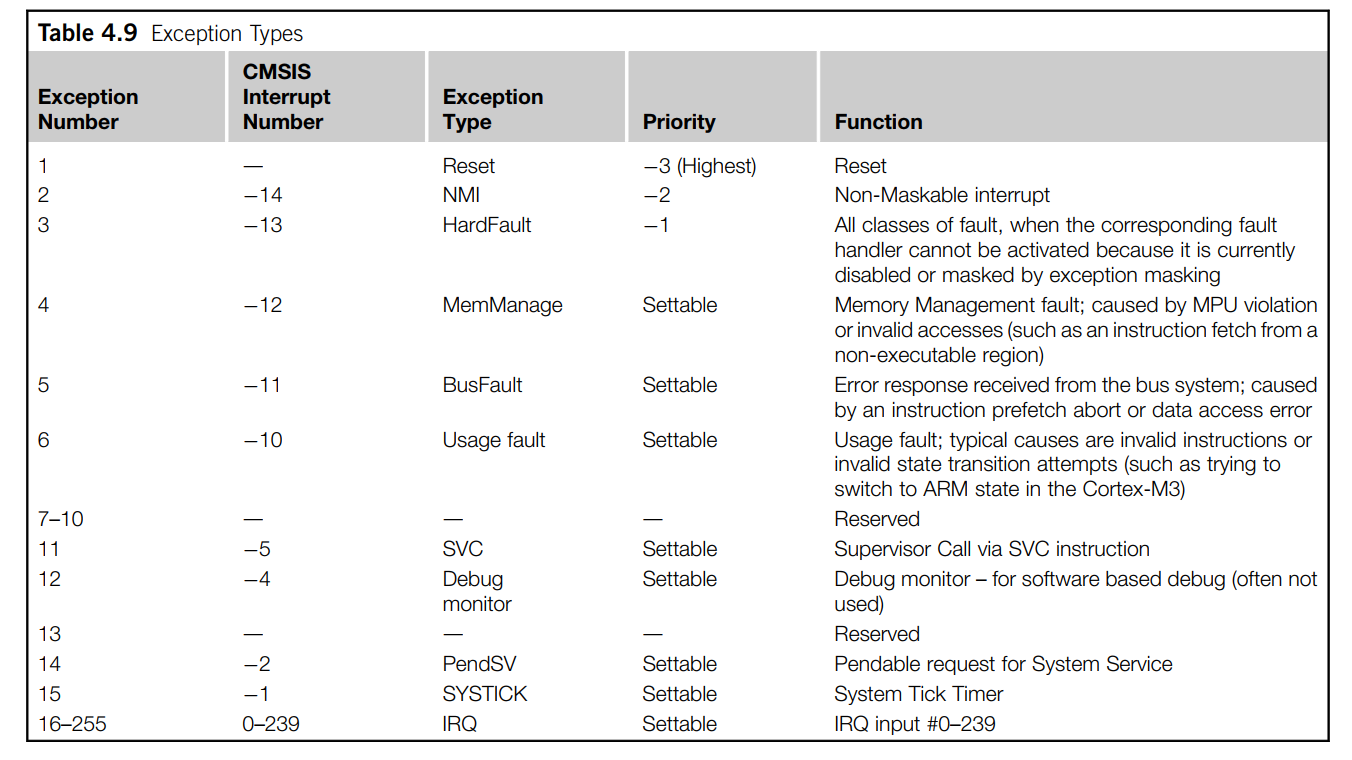 Table 4.9 Exception Types
Exception Number | CMSIS Interrupt Number | Exception Type | Priority | Function
1 | — | Reset | −3 (Highest) | Reset
2 | −14 | NMI | −2 | Non-Maskable interrupt
3 | −13 | HardFault | −1 | All classes of fault, when the corresponding fault
handler cannot be activated because it is currently
disabled or masked by exception masking
4 | −12 | MemManage | Settable | Memory Management fault; caused by MPU violation
or invalid accesses (such as an instruction fetch from a
non-executable region)
5 | −11 | BusFault | Settable | Error response received from the bus system; caused
by an instruction prefetch abort or data access error
6 | −10 | Usage fault | Settable | Usage fault; typical causes are invalid instructions or
invalid state transition attempts (such as trying to
switch to ARM state in the Cortex-M3)
7–10 | — | — | — | Reserved
11 | −5 | SVC | Settable | Supervisor Call via SVC instruction
12 | −4 | Debug monitor | Settable | Debug monitor – for software based debug (often not
used)
13 | — | — | — | Reserved
14 | −2 | PendSV | Settable | Pendable request for System Service
15 | −1 | SYSTICK | Settable | System Tick Timer
16–255 | 0–239 | IRQ | Settable | IRQ input #0–239